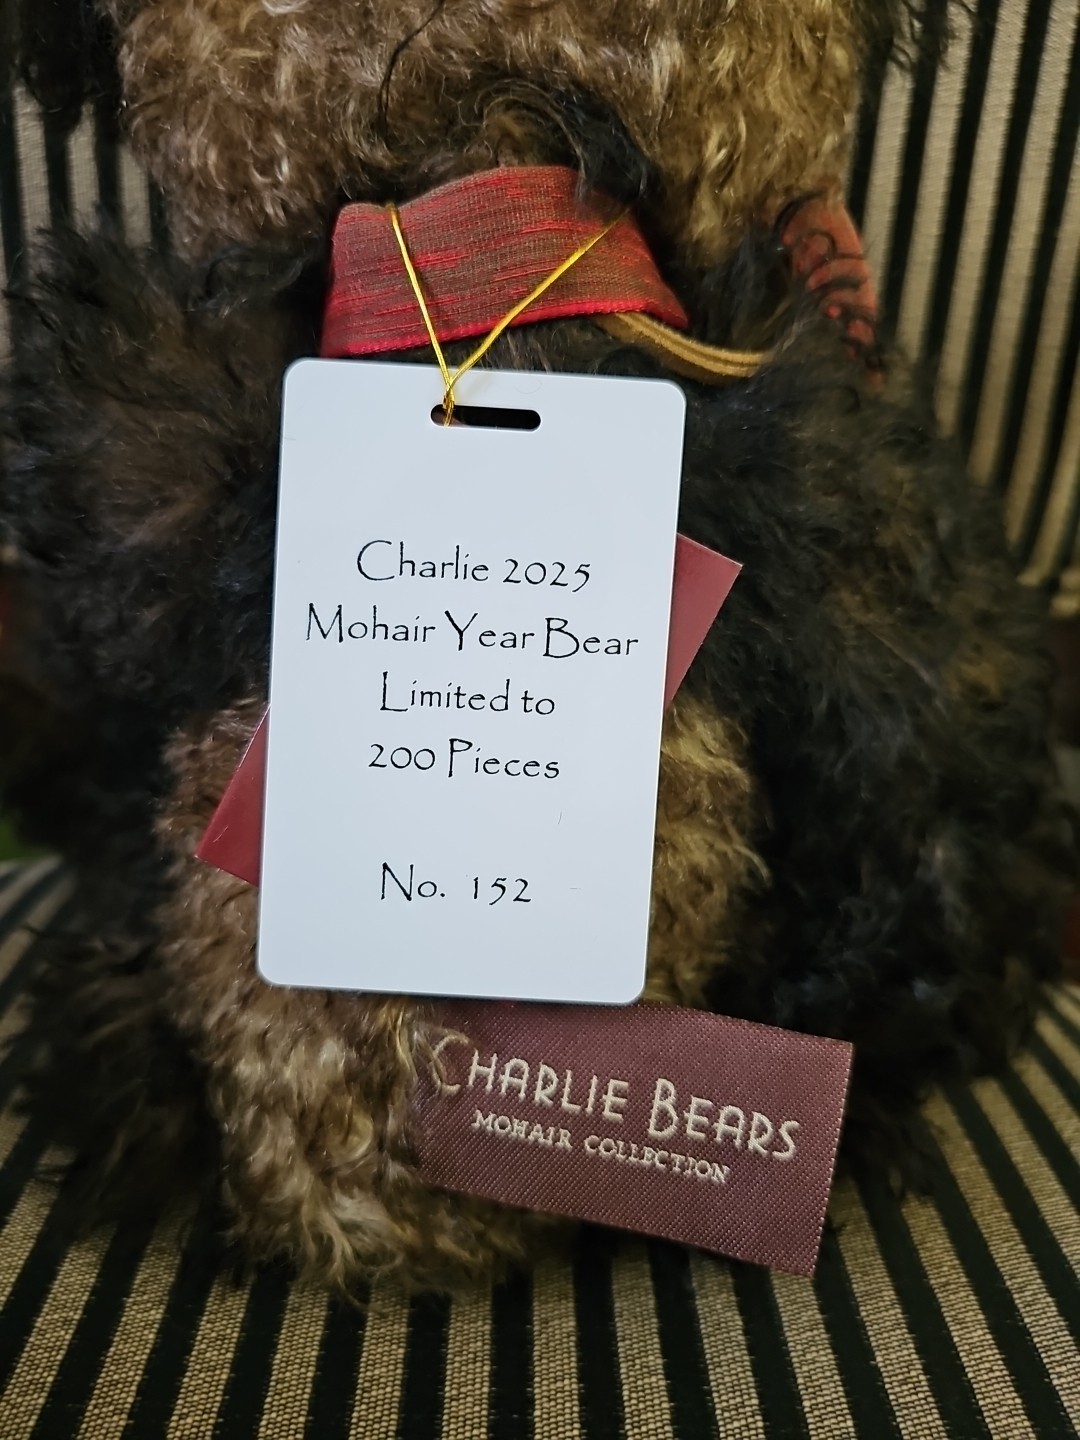 Charlie 2025
Mohair Year Bear
Limited to
200 Pieces
No. 152
CHARLIE BEARS
MOHAIR COLLECTION